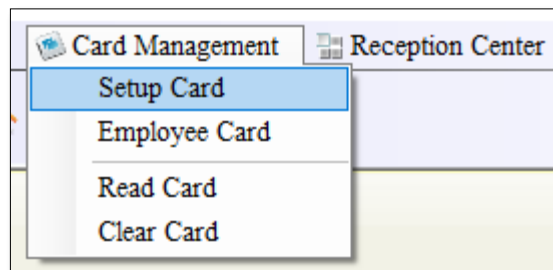 Card Management Reception Center
Setup Card
Employee Card
Read Card
Clear Card